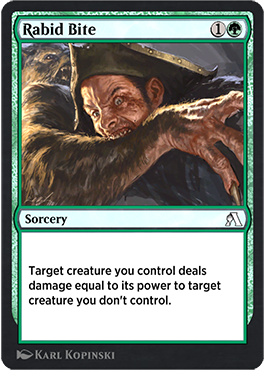 Rabid Bite 1
Sorcery
Target creature you control deals
damage equal to its power to target
creature you don't control.
Karl Kopinski